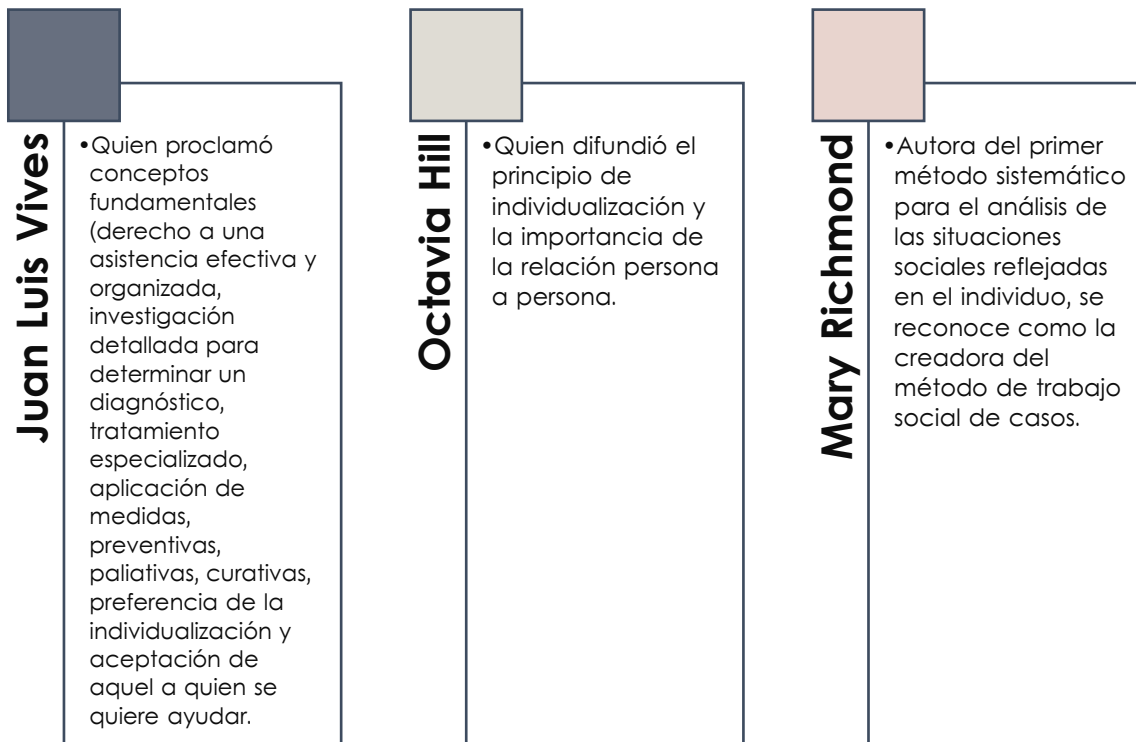 Juan Luis Vives
•Quien proclamó
conceptos
fundamentales
(derecho a una
asistencia efectiva y
organizada,
investigación
detallada para
determinar un
diagnóstico,
tratamiento
especializado,
aplicación de
medidas,
preventivas,
paliativas, curativas,
preferencia de la
individualización y
aceptación de
aquel a quien se
quiere ayudar.
Octavia Hill
•Quien difundió el
principio de
individualización y
la importancia de
la relación persona
a persona.
Mary Richmond
•Autora del primer
método sistemático
para el análisis de
las situaciones
sociales reflejadas
en el individuo, se
reconoce como la
creadora del
método de trabajo
social de casos.